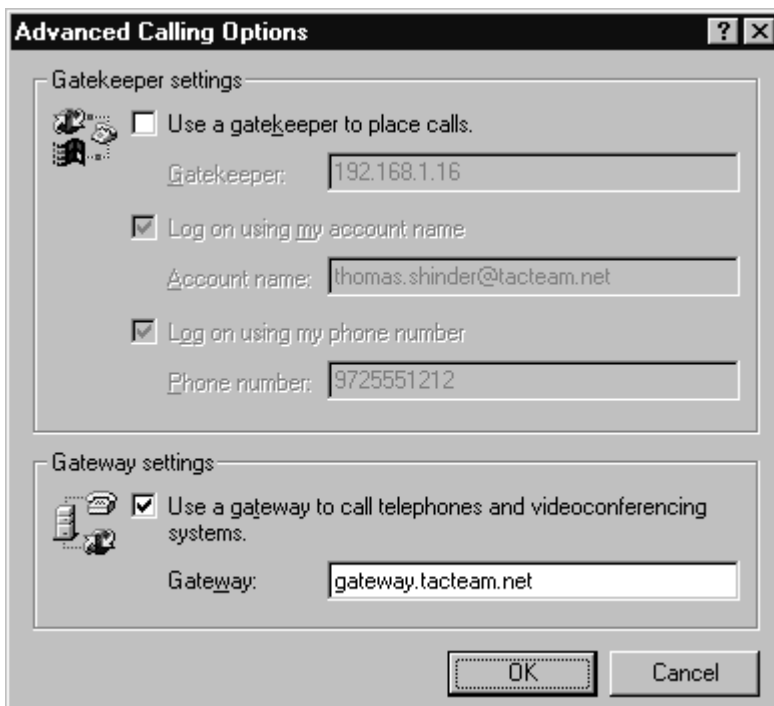 Advanced Calling Options
Gatekeeper settings
Use a gatekeeper to place calls.
Gatekeeper: 192.168.1.16
Log on using my account name
Account name: thomas.shinder@tacteam.net
Log on using my phone number
Phone number: 9725551212
Gateway settings
Use a gateway to call telephones and videoconferencing
systems.
Gateway: gateway.tacteam.net
OK Cancel